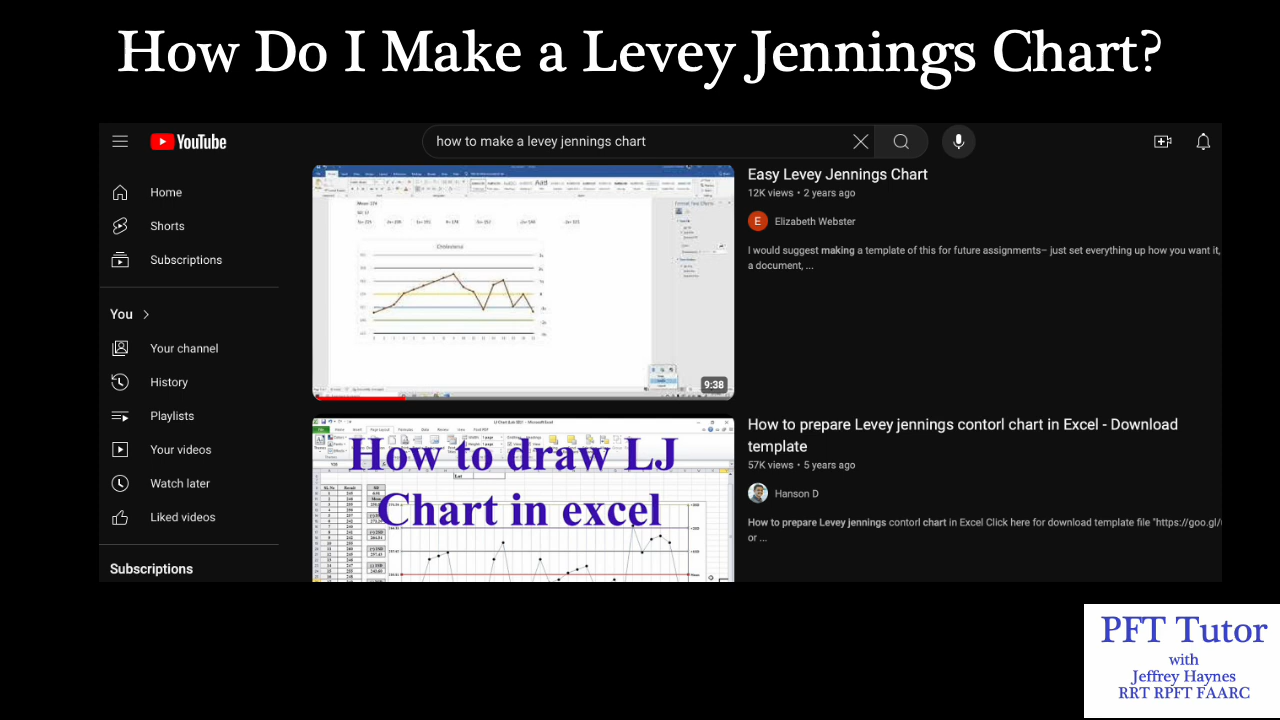 How Do I Make a Levey Jennings Chart?
YouTube
how to make a levey jennings chart
Home
Shorts
Subscriptions
You
Your channel
History
Playlists
Your videos
Watch later
Liked videos
Subscriptions
Cholesterol
9:38
Easy Levey Jennings Chart
12K views • 2 years ago
E
Elizabeth Webster
I would suggest making a template of this for future assignments-- just set everything up how you want it,
a document, ...
How to draw LJ
Chart in excel
How to prepare Levey jennings contorl chart in Excel - Download
template
57K views • 5 years ago
Hanson D
How to prepare Levey jennings contorl chart in Excel Click here for download template file "https://goo.gl/
or ...
PFT Tutor
with
Jeffrey Haynes
RRT RPFT FAARC